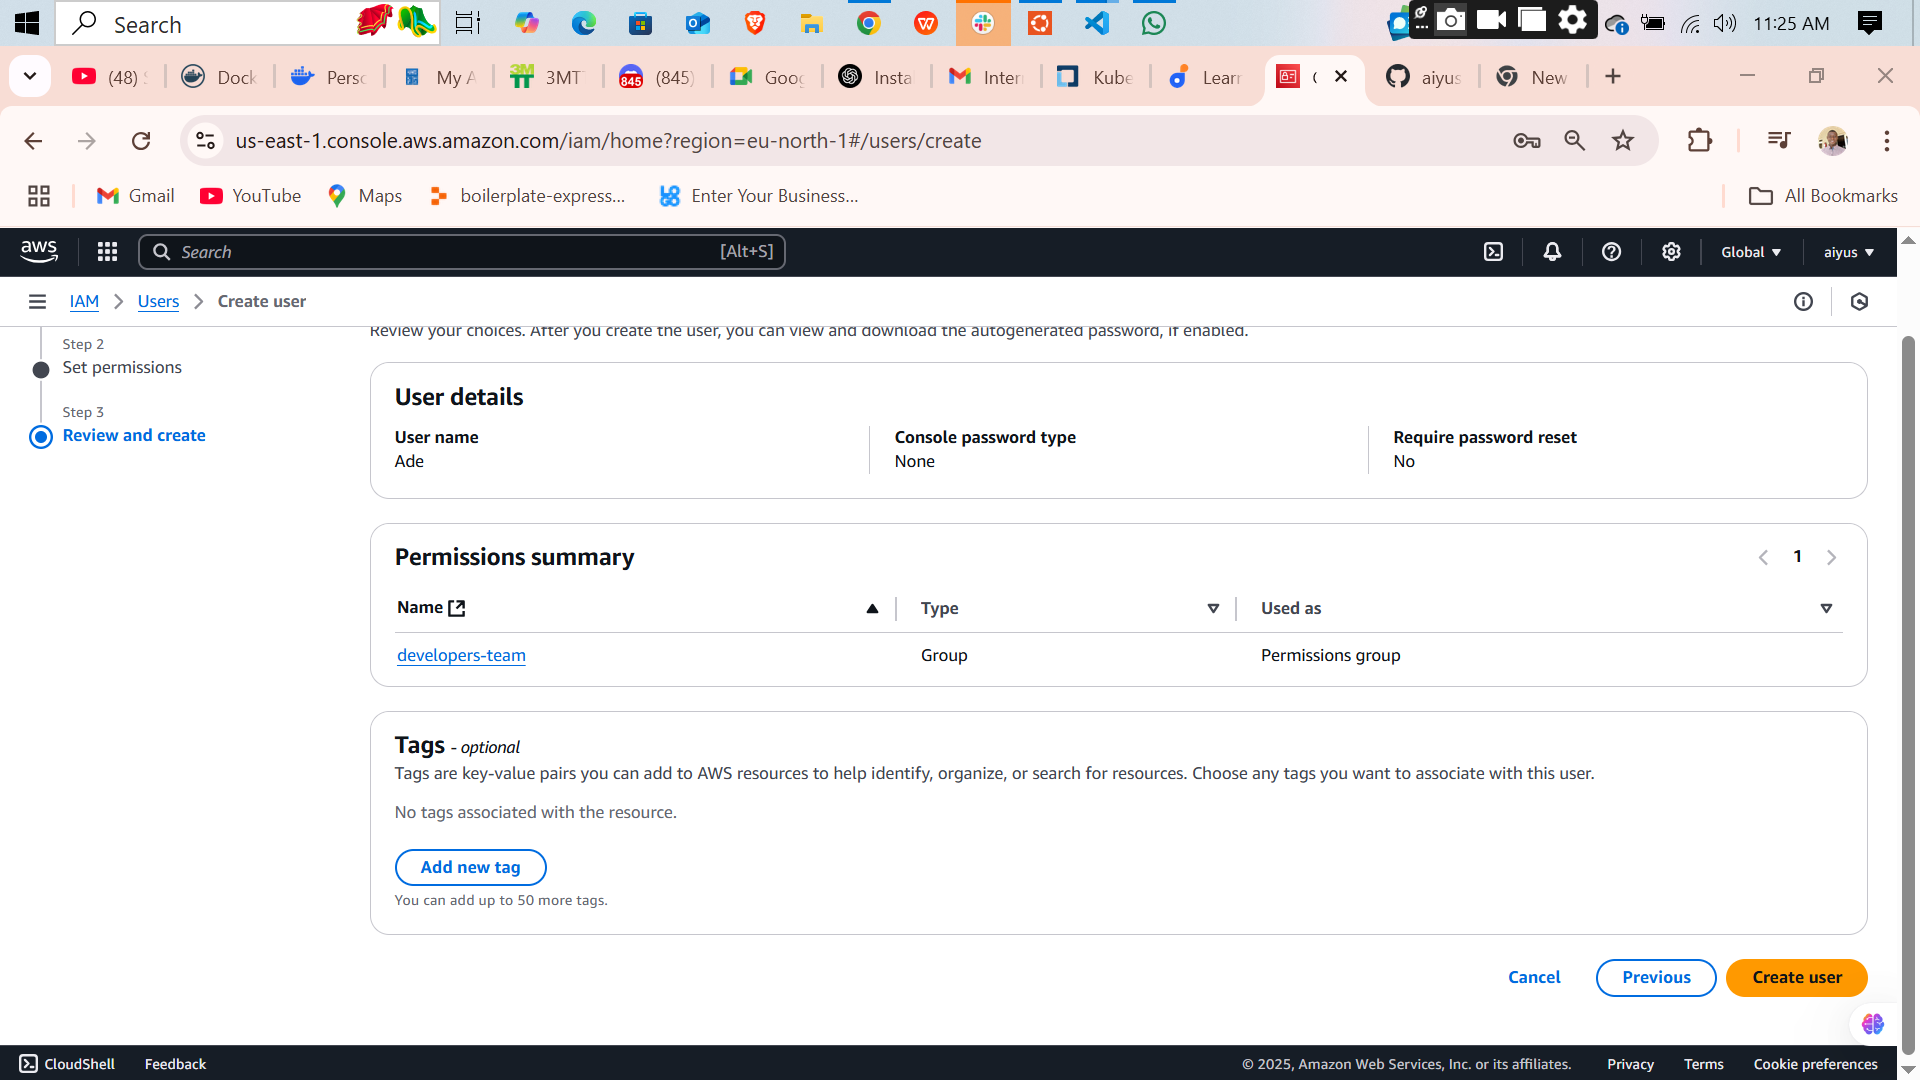 Search
11:25 AM
(48)
Dock
Perso
My A
3M
3MT
845
(845)
Goog
Insta
Inter
Kube
Learn
aiyus
New
us-east-1.console.aws.amazon.com/iam/home?region=eu-north-1#/users/create
Gmail
YouTube
Maps
boilerplate-express...
Enter Your Business...
All Bookmarks
aws
Search
[Alt+S]
Global
aiyus
IAM
Users
Create user
Review your choices. After you create the user, you can view and download the autogenerated password, if enabled.
Step 2
Set permissions
Step 3
Review and create
User details
User name
Ade
Console password type
None
Require password reset
No
Permissions summary
1
Name
Type
Used as
developers-team
Group
Permissions group
Tags - optional
Tags are key-value pairs you can add to AWS resources to help identify, organize, or search for resources. Choose any tags you want to associate with this user.
No tags associated with the resource.
Add new tag
You can add up to 50 more tags.
Cancel
Previous
Create user
CloudShell
Feedback
© 2025, Amazon Web Services, Inc. or its affiliates.
Privacy
Terms
Cookie preferences